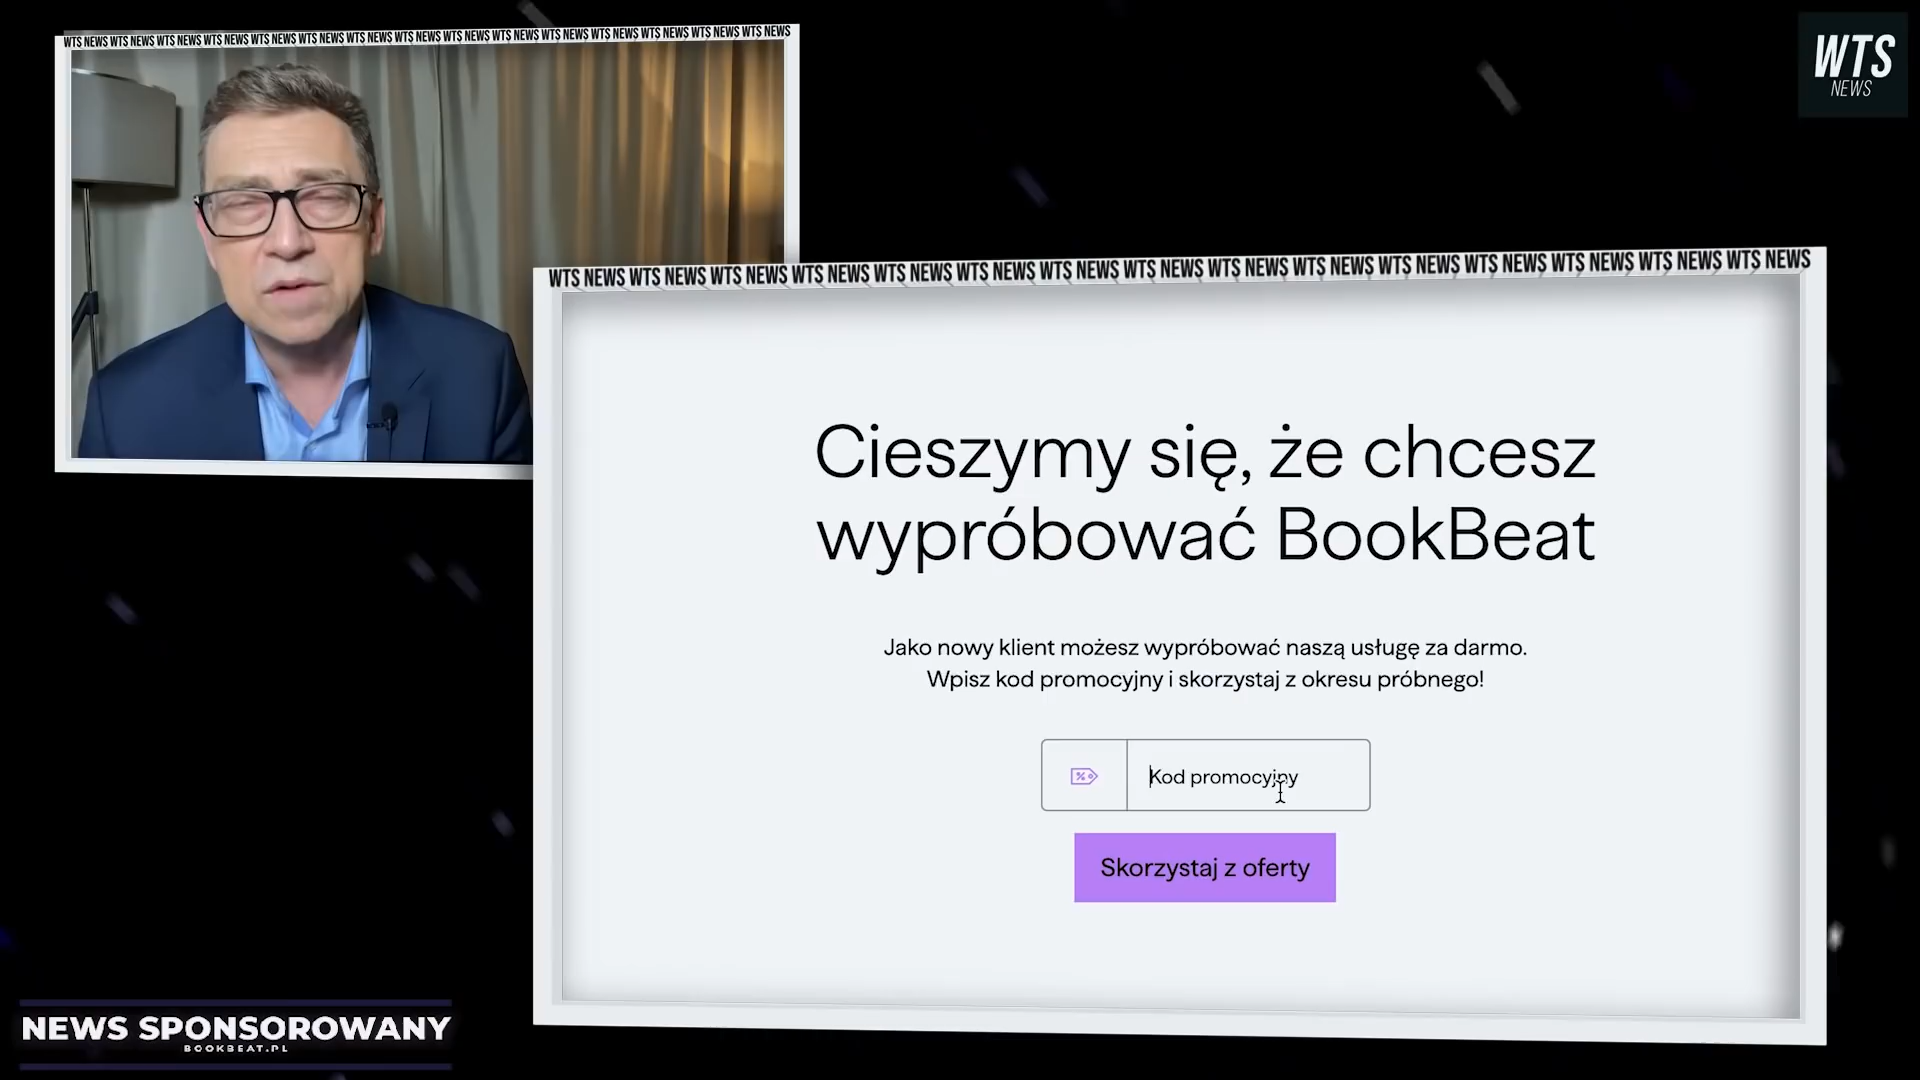 WTS NEWS WTS NEWS WTS NEWS WTS NEWS WTS NEWS WTS NEWS WTS NEWS WTS NEWS WTS NEWS WTS NEWS WTS NEWS WTS NEWS WTS NEWS WTS NEWS WTS NEWS
WTS
NEWS
WTS NEWS WTS NEWS WTS NEWS WTS NEWS WTS NEWS WTS NEWS WTS NEWS WTS NEWS WTS NEWS WTS NEWS WTS NEWS WTS NEWS WTS NEWS WTS NEWS WTS NEWS
Cieszymy się, że chcesz
wypróbować BookBeat
Jako nowy klient możesz wypróbować naszą usługę za darmo.
Wpisz kod promocyjny i skorzystaj z okresu próbnego!
Kod promocyjny
Skorzystaj z oferty
NEWS SPONSOROWANY
BOOKBEAT.PL